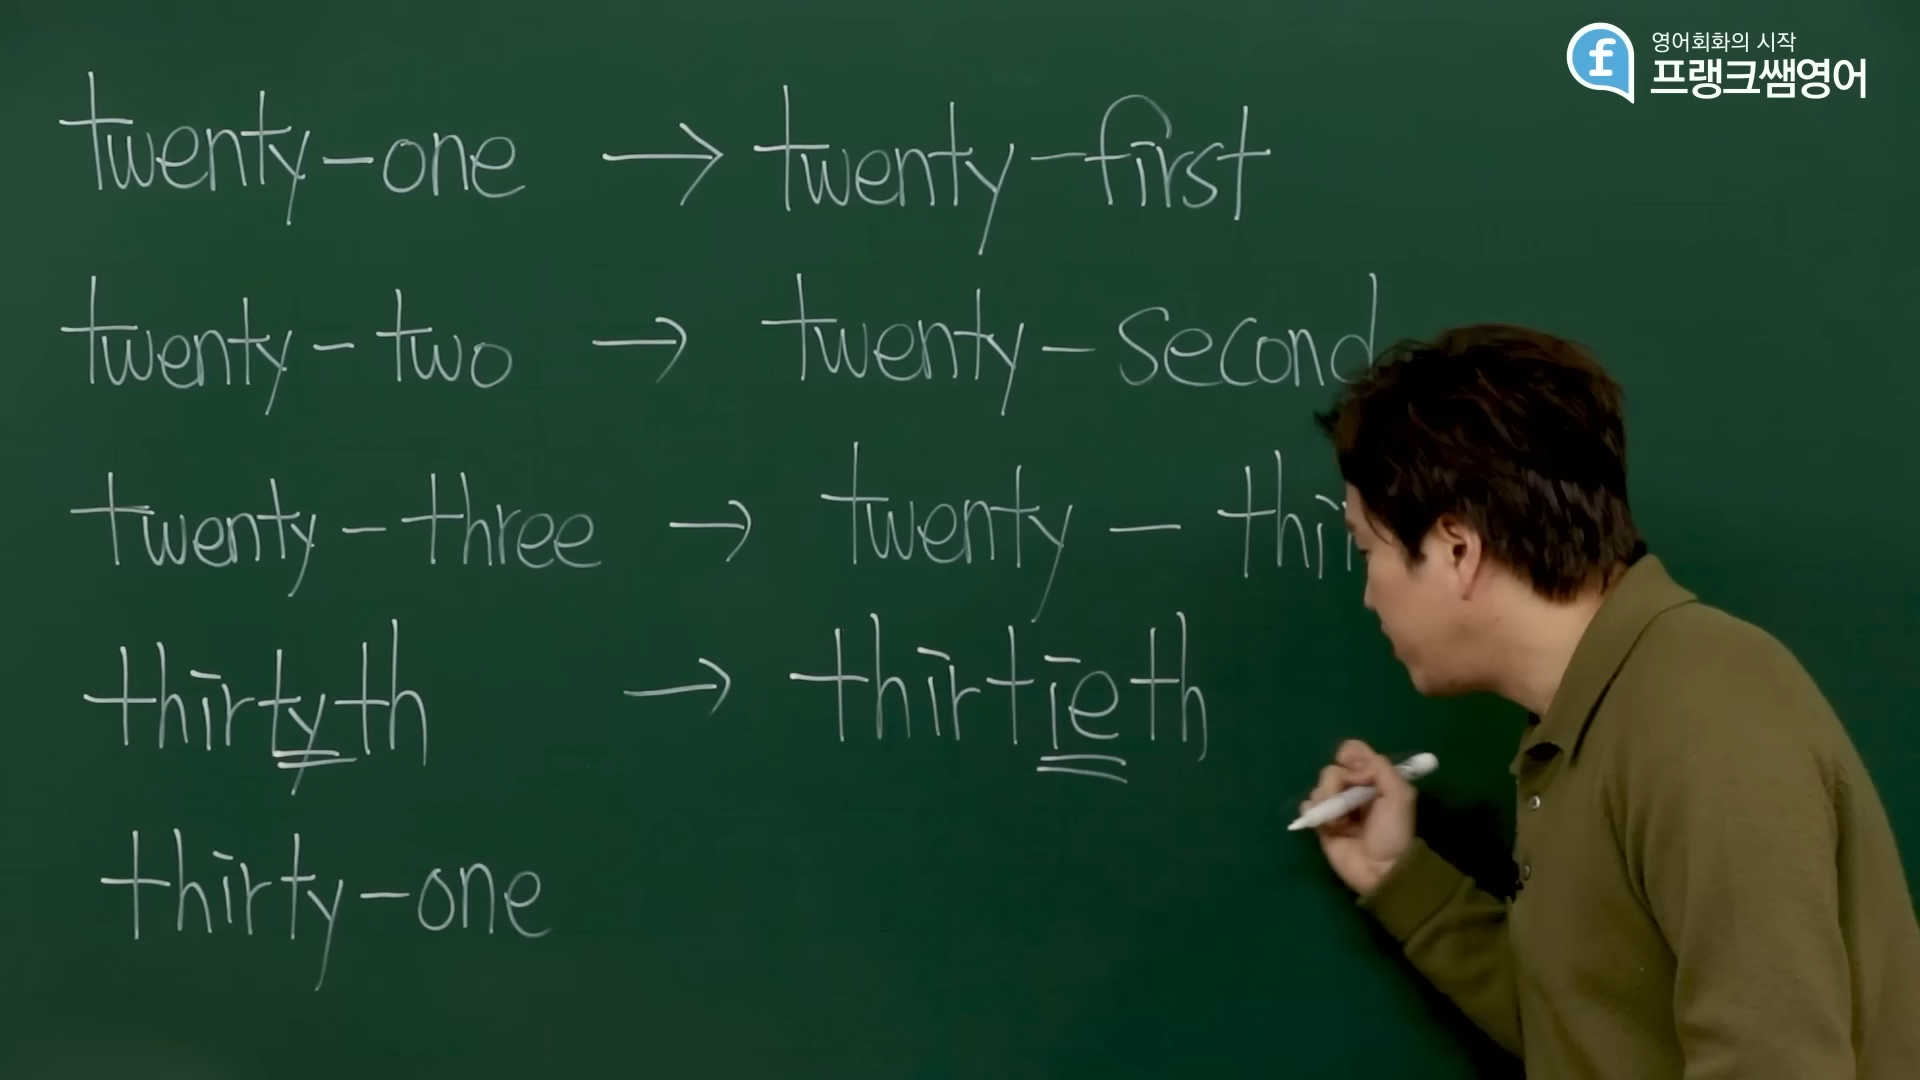 영어회화의 시작
프랭크쌤영어
twenty-one → twenty-first
twenty-two → twenty-second
twenty-three → twenty-
thirtyth → thirtieth
thirty-one